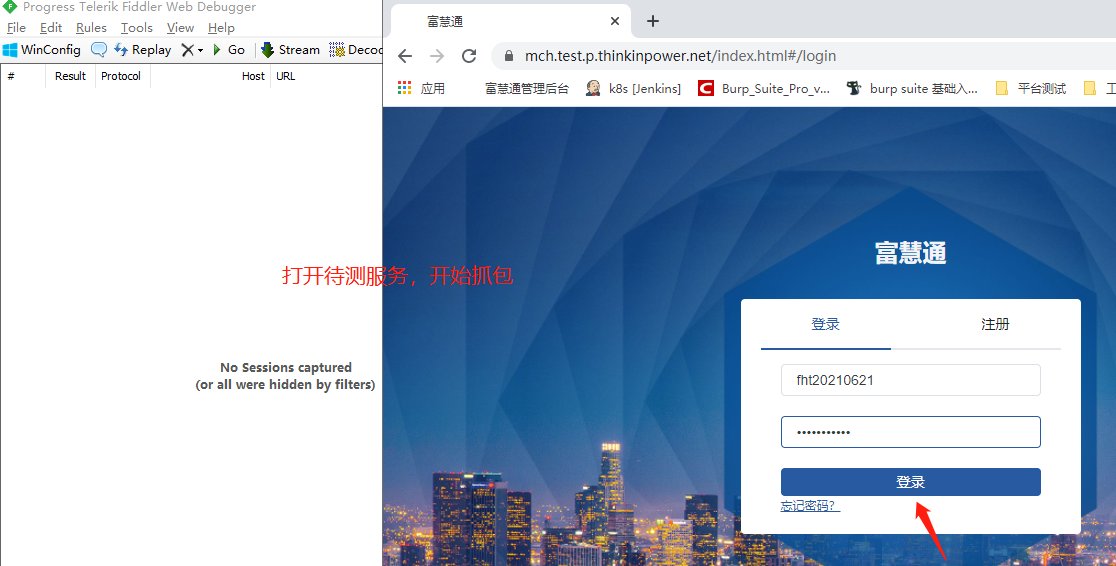 Progress Telerik Fiddler Web Debugger
File Edit Rules Tools View Help
WinConfig Replay Go Stream Decod
# Result Protocol Host URL
No Sessions captured
(or all were hidden by filters)
打开待测服务，开始抓包
富慧通
mch.test.p.thinkinpower.net/index.html#/login
应用 富慧通管理后台 k8s [Jenkins] Burp_Suite_Pro_v... burp suite 基础入... 平台测试 工
富慧通
登录 注册
fht20210621
•••••••••••
登录
忘记密码？